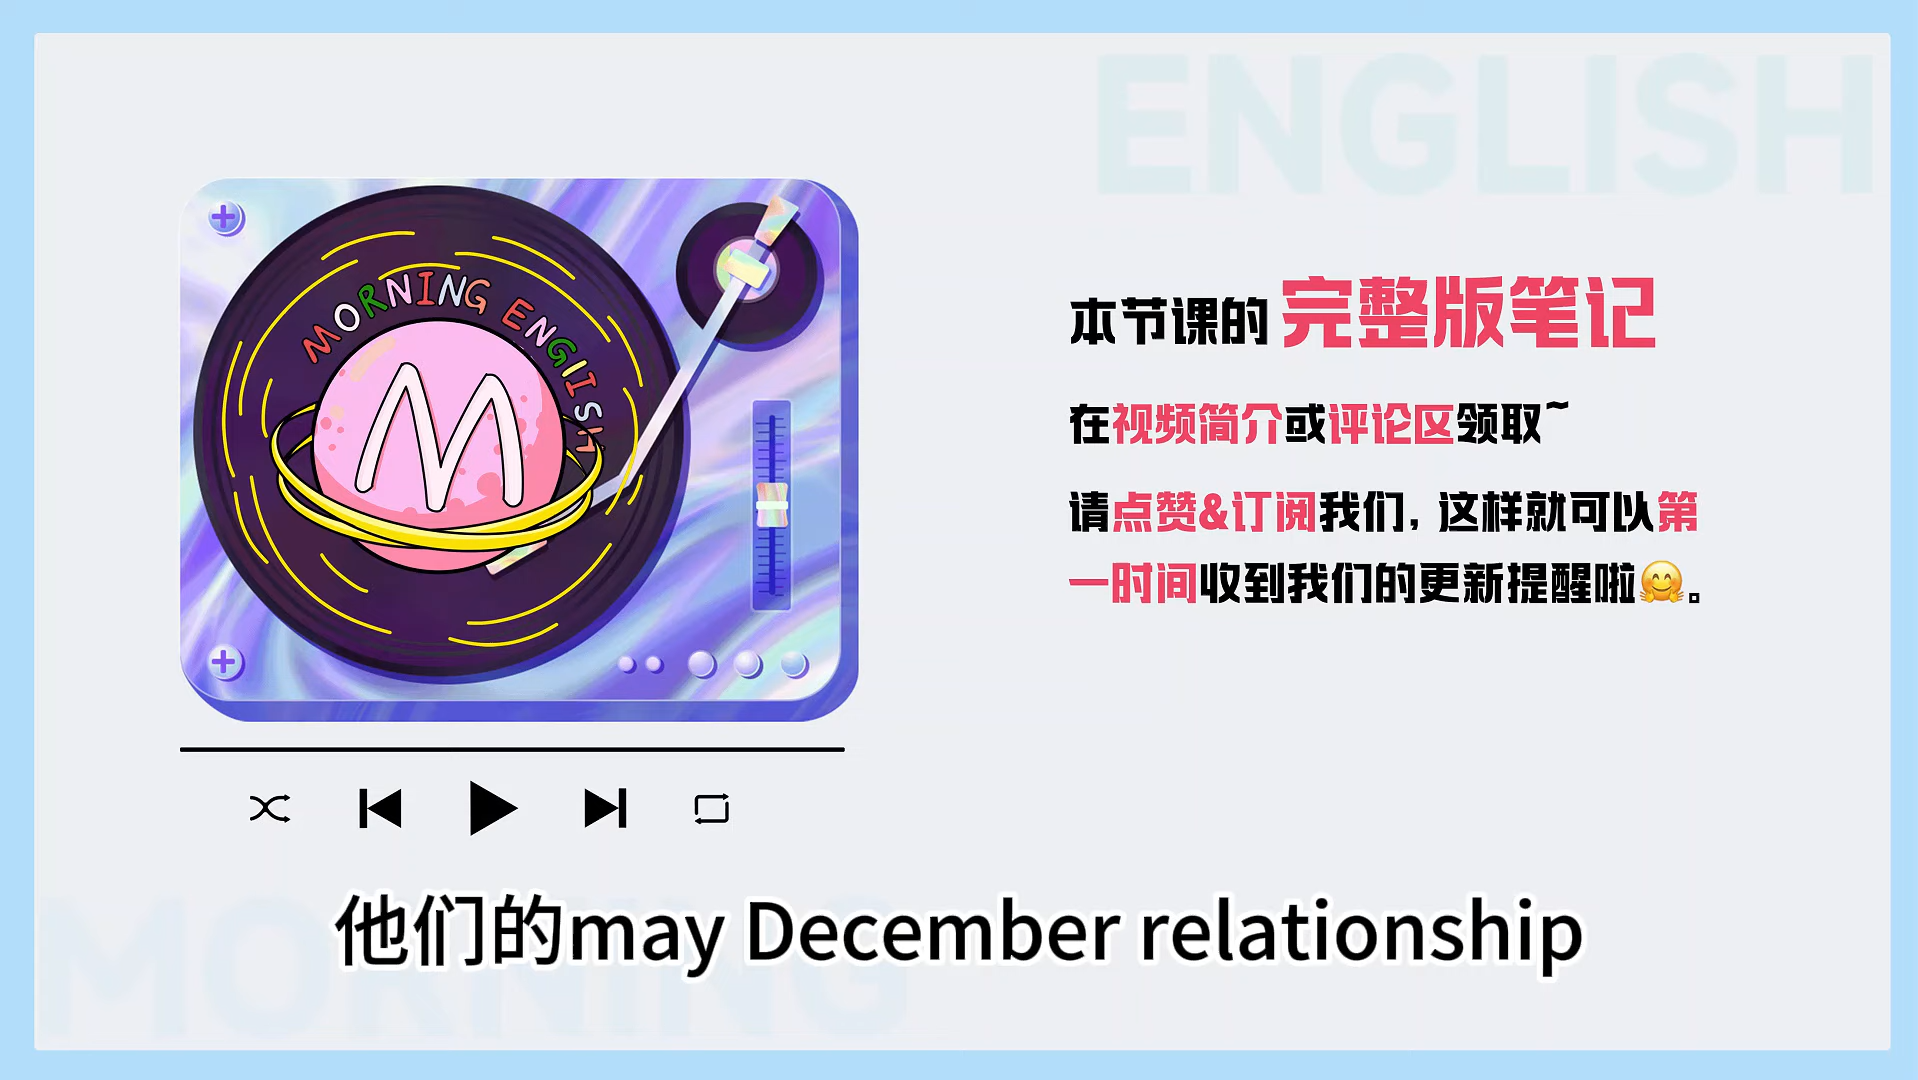 ENGLISH
MORNING ENGLISH
M
本节课的 完整版笔记
在视频简介或评论区领取~
请点赞&订阅我们, 这样就可以第
一时间收到我们的更新提醒啦🤗。
MORNING
他们的may December relationship